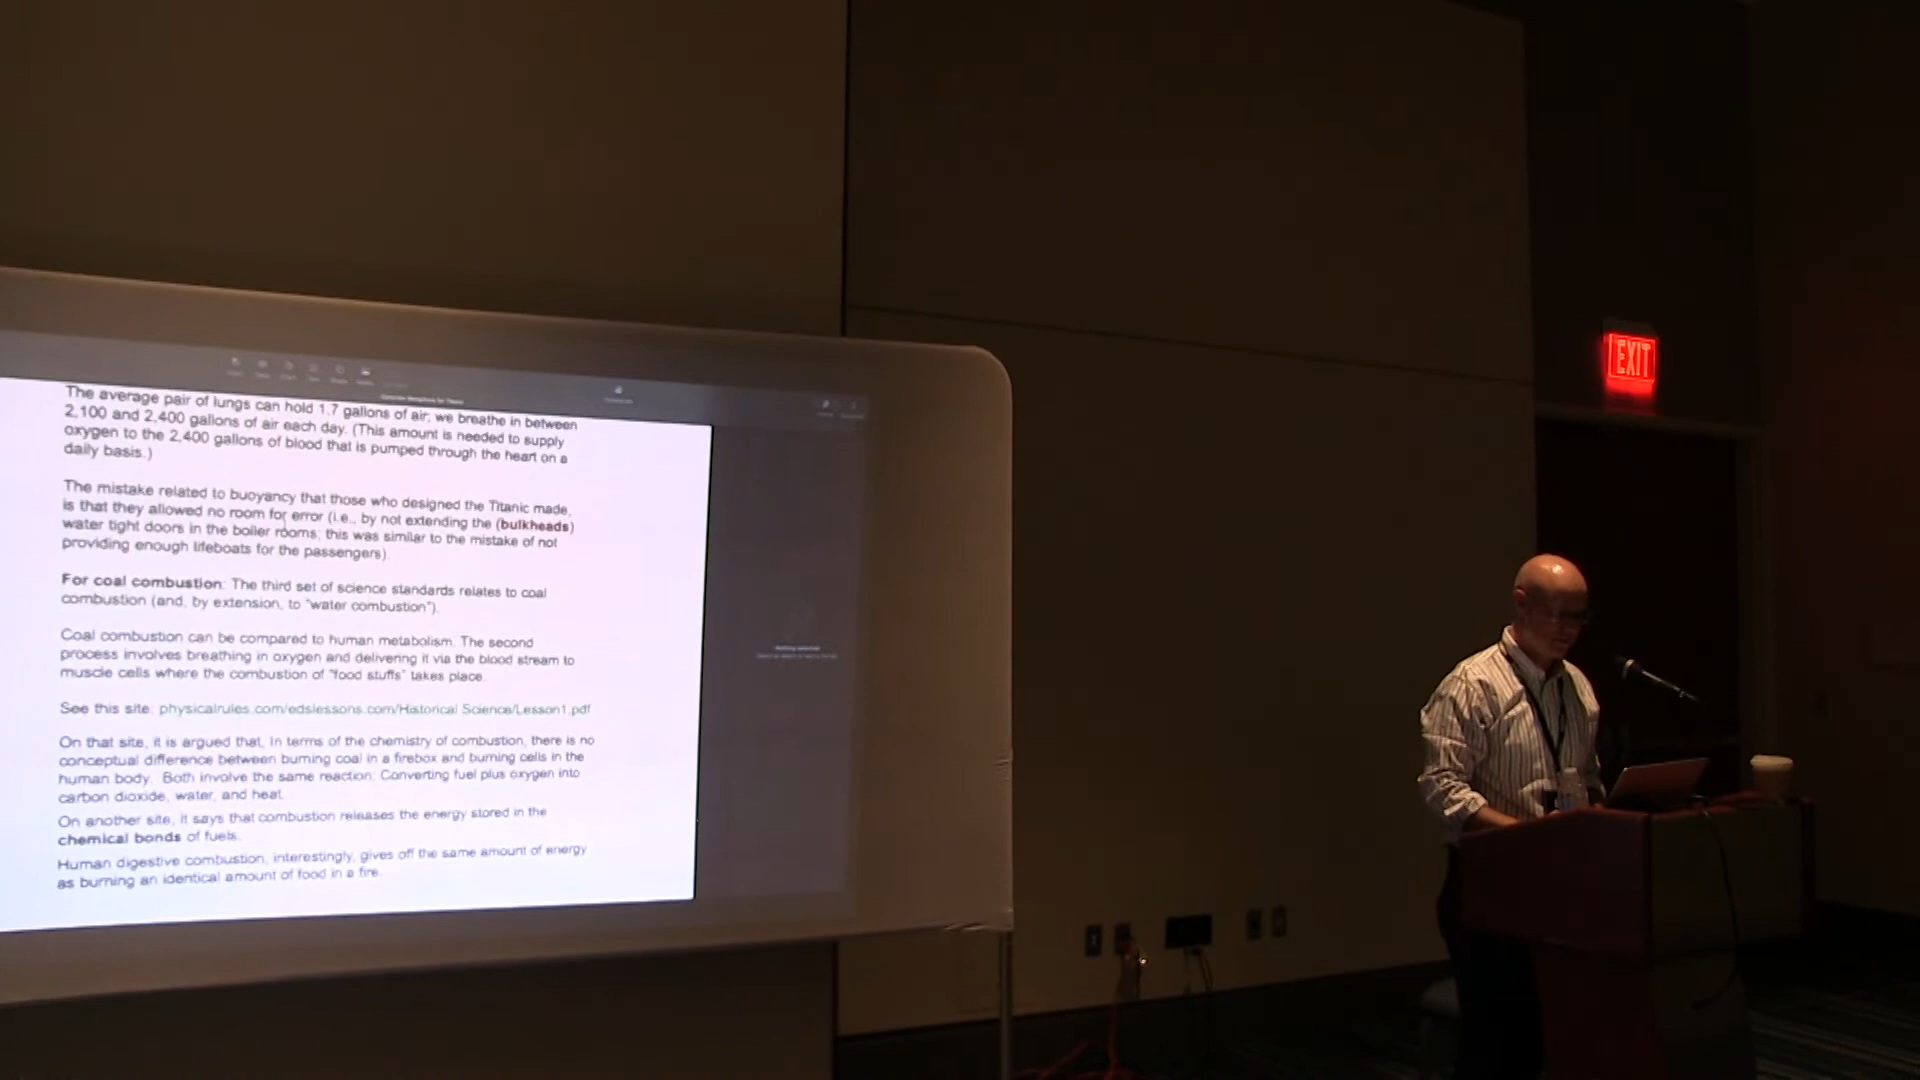 The average pair of lungs can hold 1.7 gallons of air; we breathe in between
2,100 and 2,400 gallons of air each day. (This amount is needed to supply
oxygen to the 2,400 gallons of blood that is pumped through the heart on a
daily basis.)
The mistake related to buoyancy that those who designed the Titanic made,
is that they allowed no room for error (i.e., by not extending the (bulkheads)
water tight doors in the boiler rooms; this was similar to the mistake of not
providing enough lifeboats for the passengers).
For coal combustion: The third set of science standards relates to coal
combustion (and, by extension, to "water combustion").
Coal combustion can be compared to human metabolism. The second
process involves breathing in oxygen and delivering it via the blood stream to
muscle cells where the combustion of "food stuffs" takes place.
See this site: physicalrules.com/edslessons.com/Historical Science/Lesson1.pdf
On that site, it is argued that, In terms of the chemistry of combustion, there is no
conceptual difference between burning coal in a firebox and burning cells in the
human body. Both involve the same reaction: Converting fuel plus oxygen into
carbon dioxide, water, and heat.
On another site, it says that combustion releases the energy stored in the
chemical bonds of fuels.
Human digestive combustion, interestingly, gives off the same amount of energy
as burning an identical amount of food in a fire.
EXIT